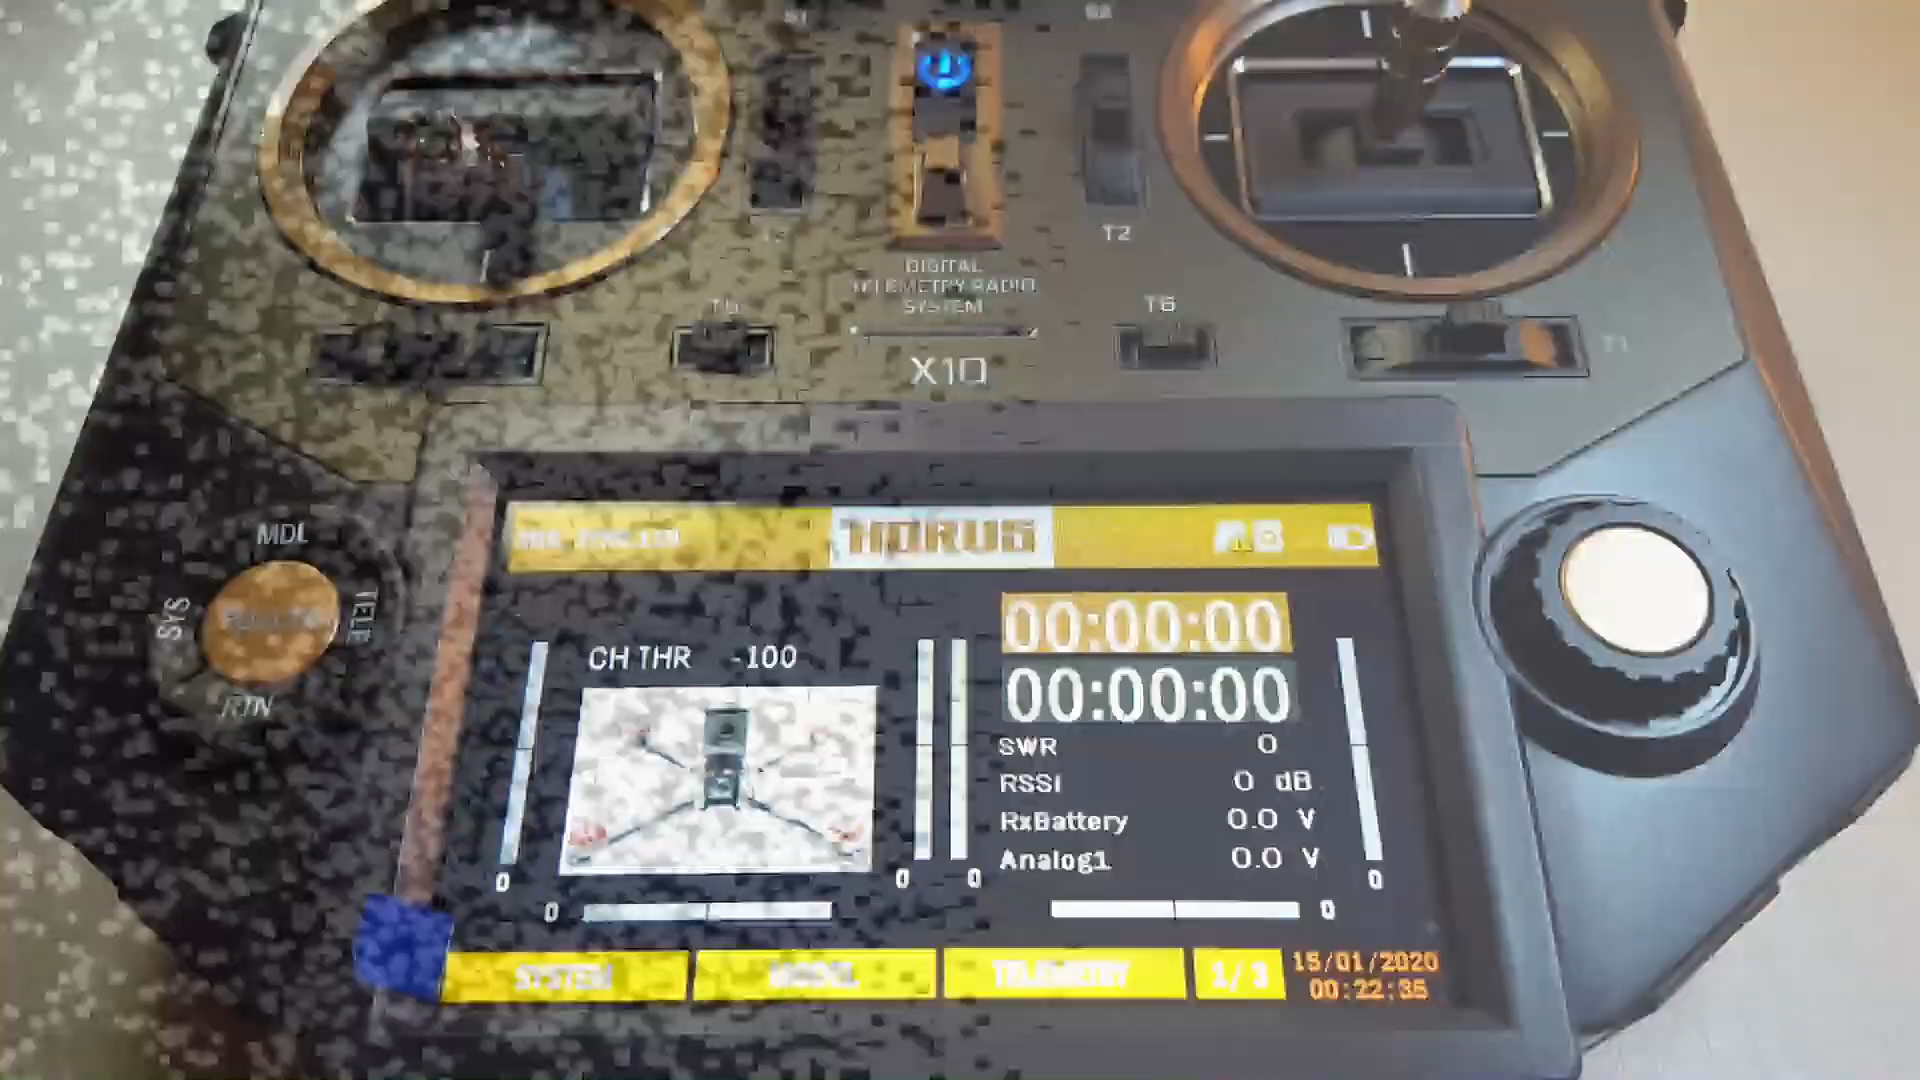 T2
DIGITAL
TELEMETRY RADIO
SYSTEM
T6
X10
T1
MDL
SYS
TELE
RTN
HORUS
00:00:00
CH THR -100
00:00:00
SWR 0
RSSI 0 dB
RxBattery 0.0 V
Analog1 0.0 V
0 0 0 0
0 0
SYSTEM MODEL TELEMETRY 1/3 15/01/2020
00:22:35